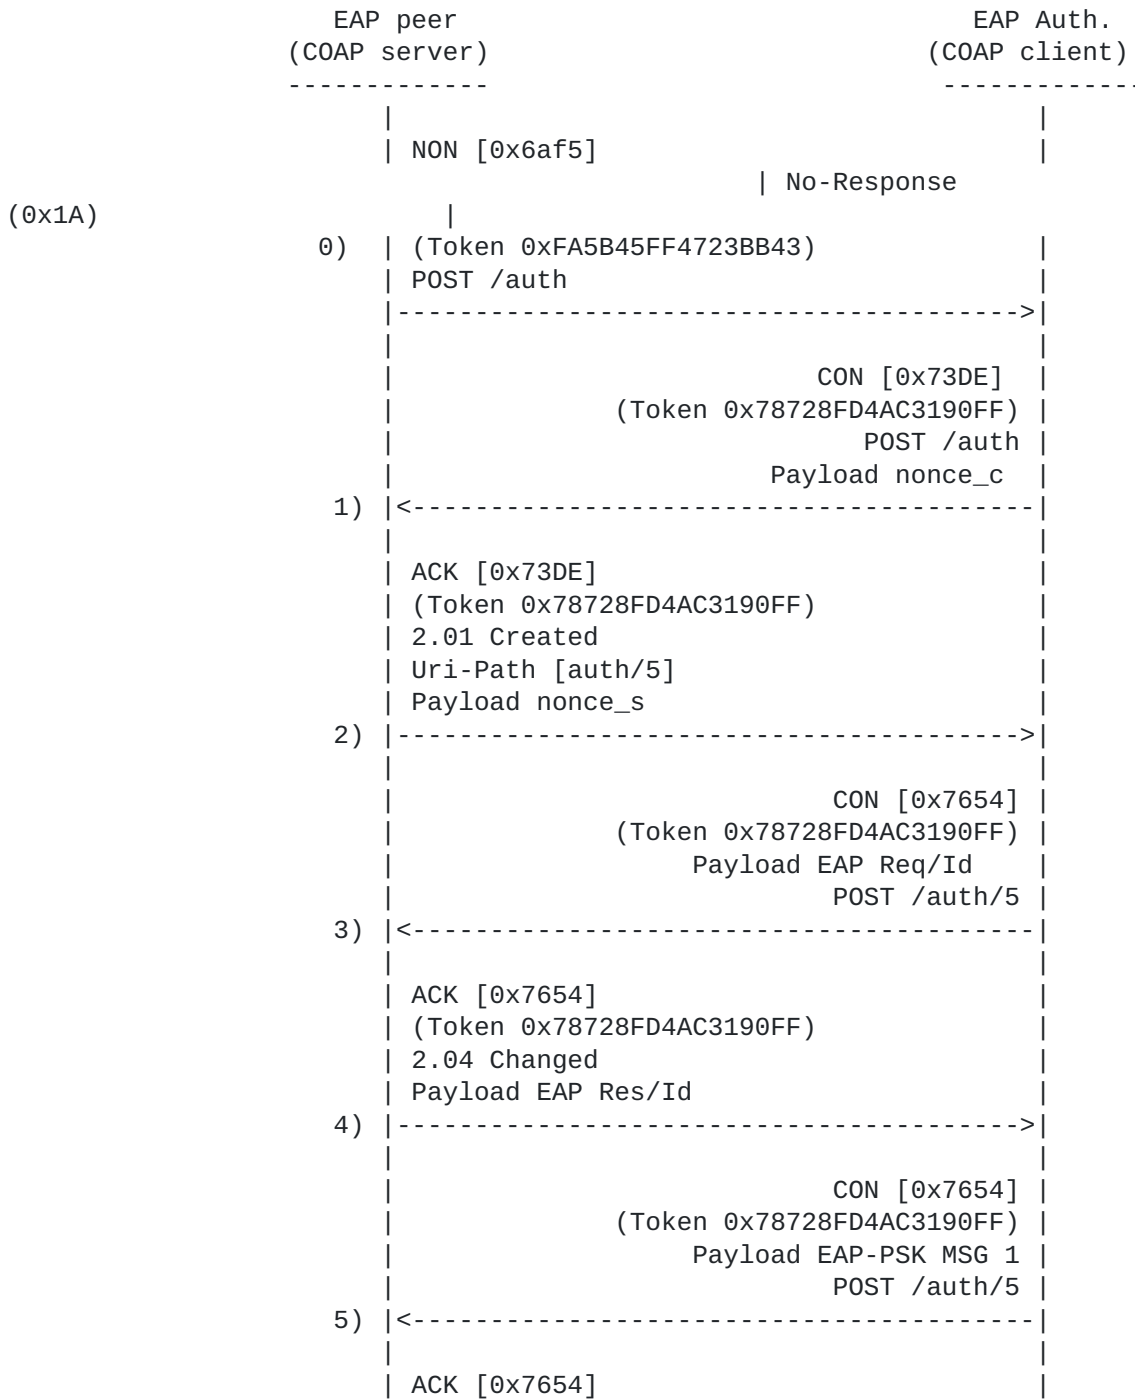 EAP peer                                 EAP Auth.
(COAP server)                            (COAP client)
-------------                             -------------
|                                         |
| NON [0x6af5]                            |
| No-Response
(0x1A)                      |
0)  | (Token 0xFA5B45FF4723BB43)              |
| POST /auth                              |
|---------------------------------------->|
|                                         |
|                           CON [0x73DE]  |
|              (Token 0x78728FD4AC3190FF) |
|                              POST /auth |
|                        Payload nonce_c  |
1) |<----------------------------------------|
|                                         |
| ACK [0x73DE]                            |
| (Token 0x78728FD4AC3190FF)              |
| 2.01 Created                            |
| Uri-Path [auth/5]                       |
| Payload nonce_s                         |
2) |---------------------------------------->|
|                                         |
|                            CON [0x7654] |
|              (Token 0x78728FD4AC3190FF) |
|                   Payload EAP Req/Id    |
|                            POST /auth/5 |
3) |<----------------------------------------|
|                                         |
| ACK [0x7654]                            |
| (Token 0x78728FD4AC3190FF)              |
| 2.04 Changed                            |
| Payload EAP Res/Id                      |
4) |---------------------------------------->|
|                                         |
|                            CON [0x7654] |
|              (Token 0x78728FD4AC3190FF) |
|                   Payload EAP-PSK MSG 1 |
|                            POST /auth/5 |
5) |<----------------------------------------|
|                                         |
| ACK [0x7654]                            |